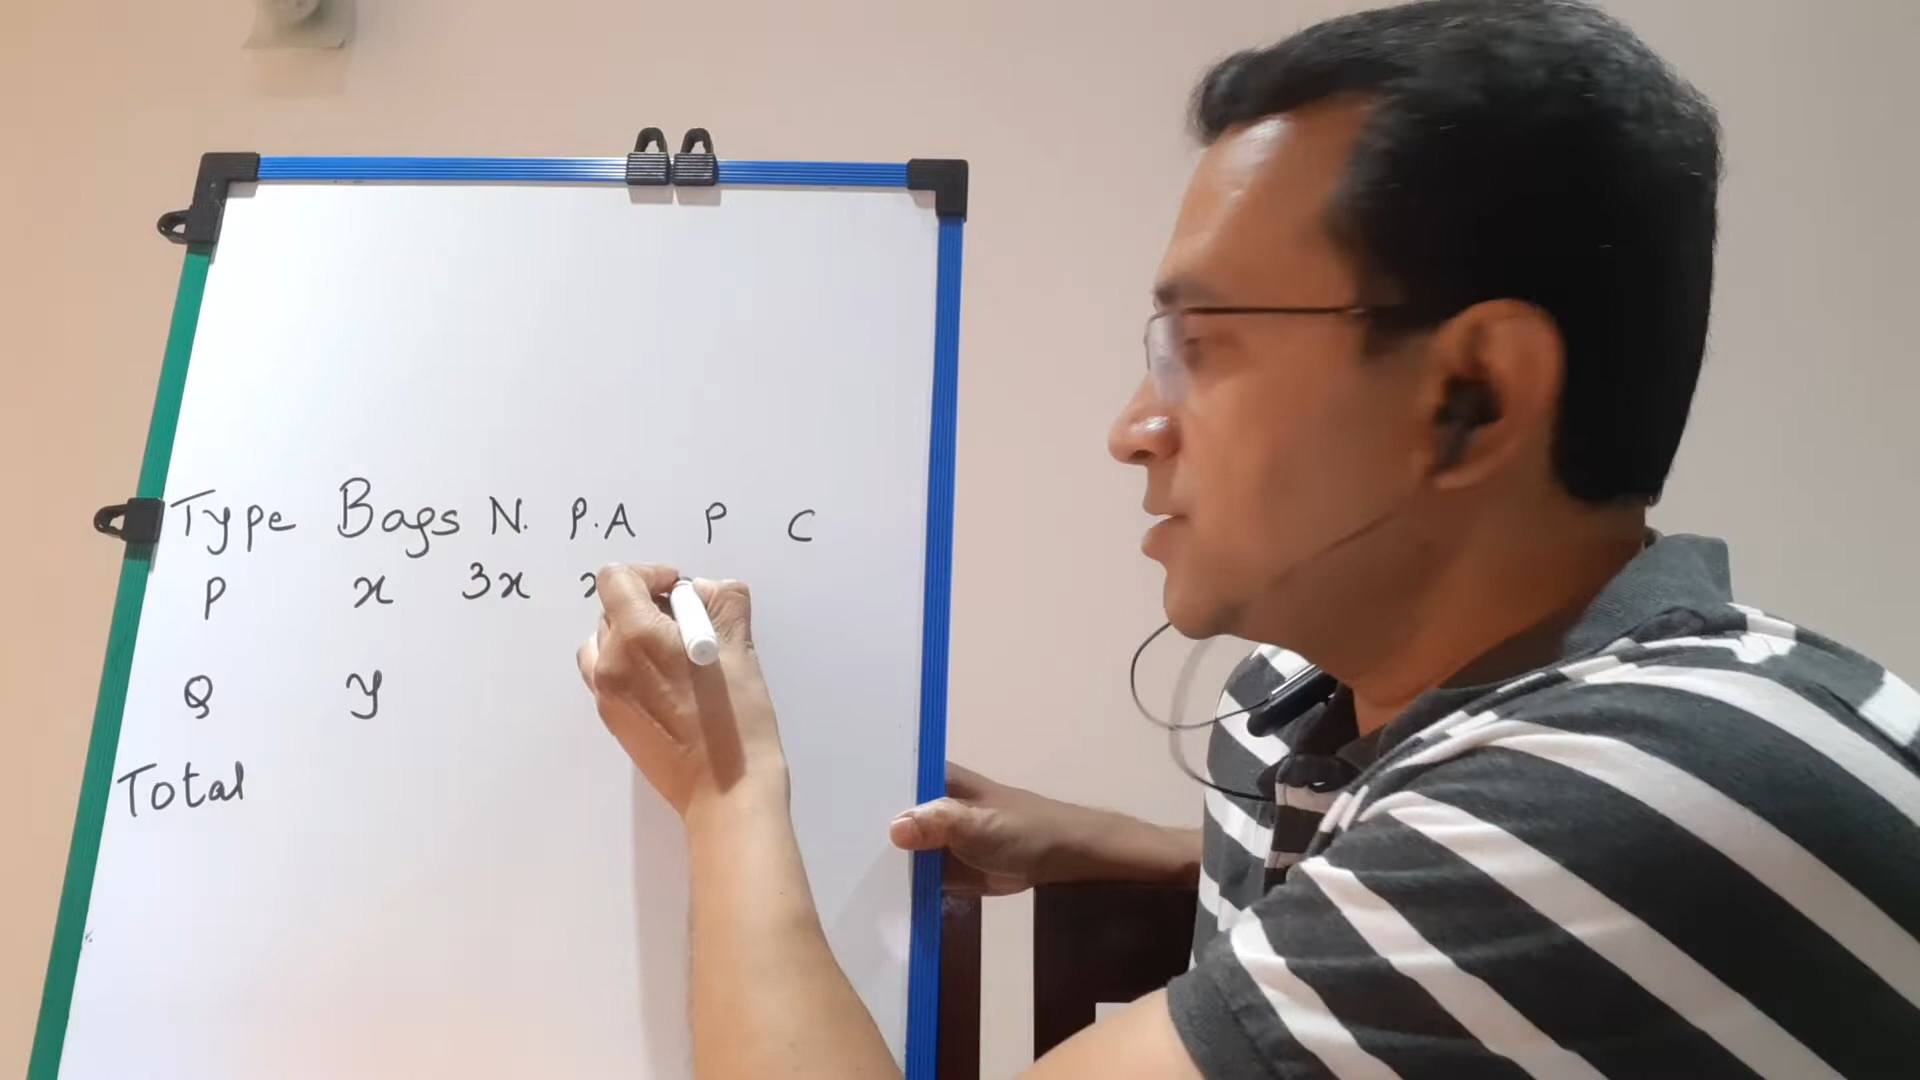 Type Bags N. P.A P C
P x 3x x
Q y
Total